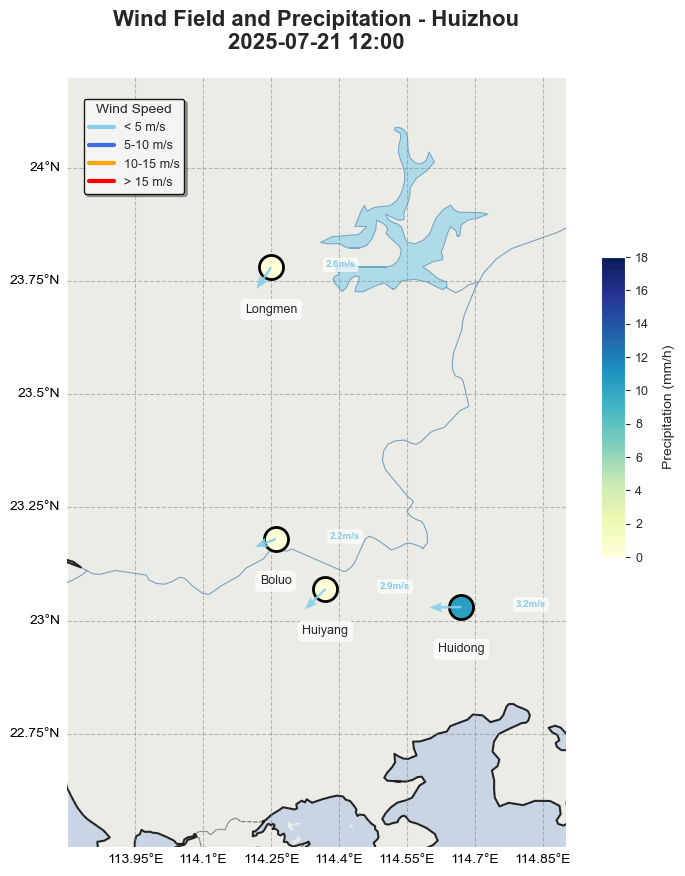 Wind Field and Precipitation - Huizhou
2025-07-21 12:00
Wind Speed
< 5 m/s
5-10 m/s
10-15 m/s
> 15 m/s
24°N
23.75°N
23.5°N
23.25°N
23°N
22.75°N
2.6m/s
Longmen
2.2m/s
Boluo
2.9m/s
Huiyang
3.2m/s
Huidong
113.95°E
114.1°E
114.25°E
114.4°E
114.55°E
114.7°E
114.85°E
18
16
14
12
10
8
6
4
2
0
Precipitation (mm/h)